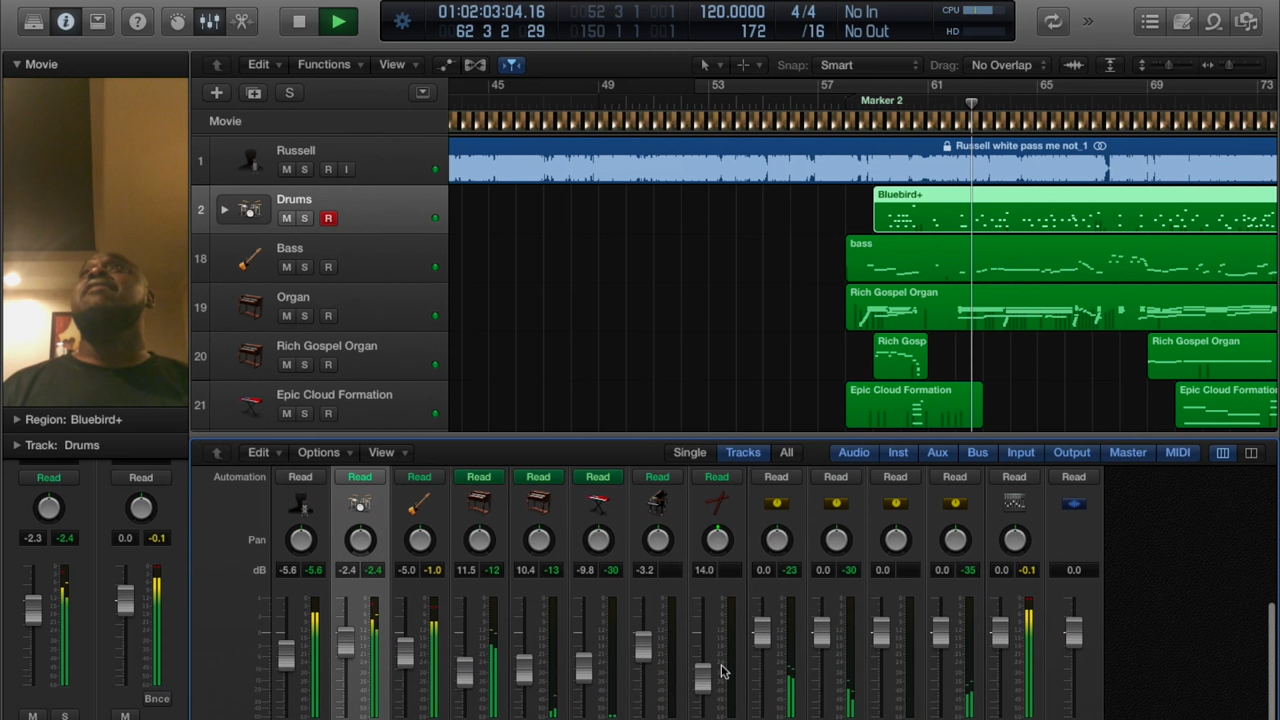 01:02:03:04.16 52 3 1 1 120.0000 4/4 No In CPU
62 3 2 29 150 1 1 1 172 /16 No Out HD
Movie Edit Functions View Snap: Smart Drag: No Overlap
S 45 49 53 57 61 65 69 73
Marker 2
Movie
1 Russell M S R I Russell white pass me not_1
2 Drums M S R Bluebird+
18 Bass M S R bass
19 Organ M S R Rich Gospel Organ
20 Rich Gospel Organ M S R Rich Gosp Rich Gospel Organ
21 Epic Cloud Formation M S R Epic Cloud Formation Epic Cloud Formatio
Region: Bluebird+
Track: Drums
Edit Options View Single Tracks All Audio Inst Aux Bus Input Output Master MIDI
Read Read Automation Read Read Read Read Read Read Read Read Read Read Read Read Read Read
Pan
-2.3 -2.4 0.0 -0.1 dB -5.6 -5.6 -2.4 -2.4 -5.0 -1.0 11.5 -12 10.4 -13 -9.8 -30 -3.2 14.0 0.0 -23 0.0 -30 0.0 0.0 -35 0.0 -0.1 0.0
Bnce
M S M